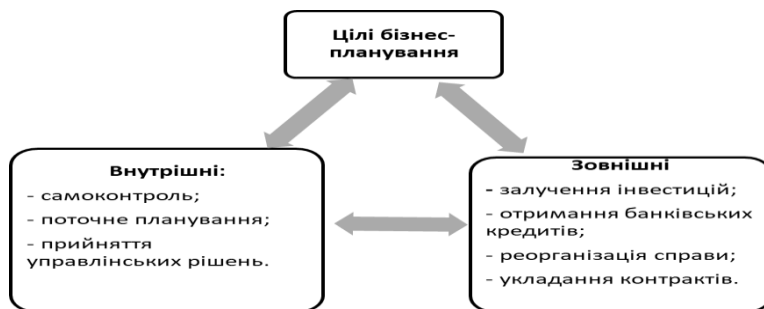 Цілі бізнес-
планування
Внутрішні:
- самоконтроль;
- поточне планування;
- прийняття
управлінських рішень.
Зовнішні
- залучення інвестицій;
- отримання банківських
кредитів;
- реорганізація справи;
- укладання контрактів.